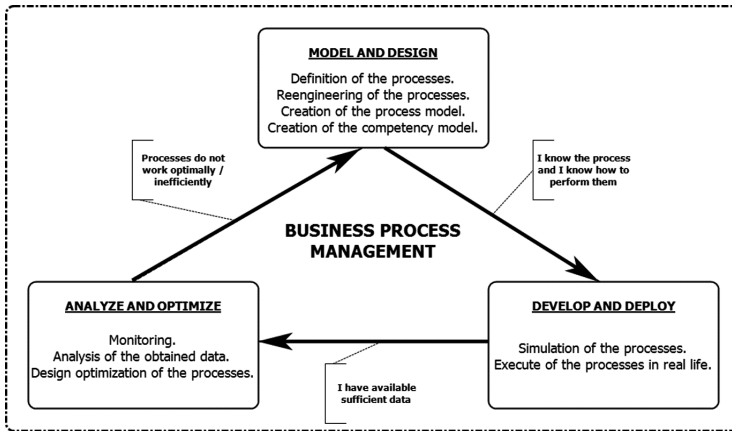 MODEL AND DESIGN
Definition of the processes.
Reengineering of the processes.
Creation of the process model.
Creation of the competency model.
Processes do not
work optimally /
inefficiently
I know the process
and I know how to
perform them
BUSINESS PROCESS
MANAGEMENT
ANALYZE AND OPTIMIZE
Monitoring.
Analysis of the obtained data.
Design optimization of the processes.
DEVELOP AND DEPLOY
Simulation of the processes.
Execute of the processes in real life.
I have available
sufficient data